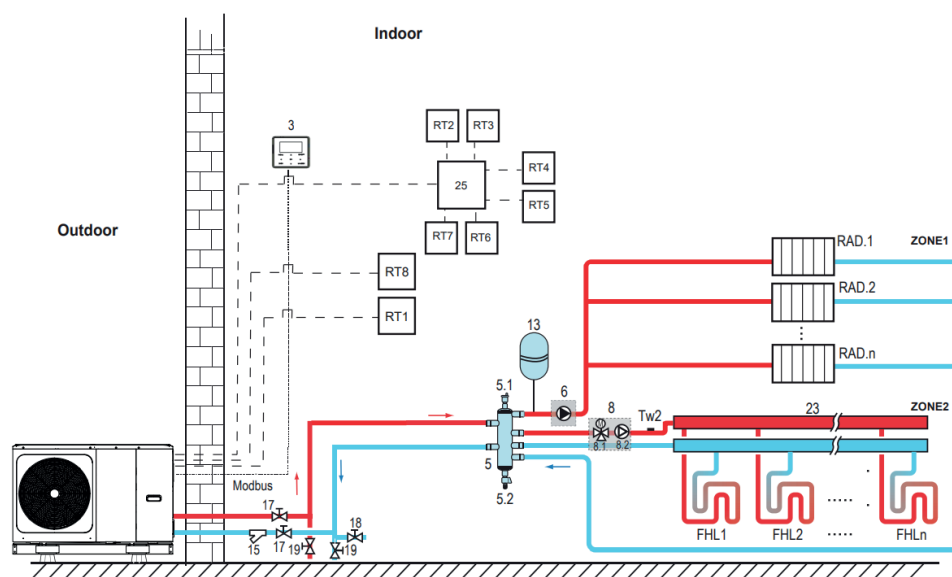 Indoor
Outdoor
3
RT2
RT3
RT4
25
RT5
RT7
RT6
RT8
RT1
RAD.1
ZONE1
RAD.2
RAD.n
13
5.1
6
8
Tw2
23
ZONE2
8.1
8.2
5
5.2
Modbus
17
15
17
18
19
19
FHL1
FHL2
FHLn